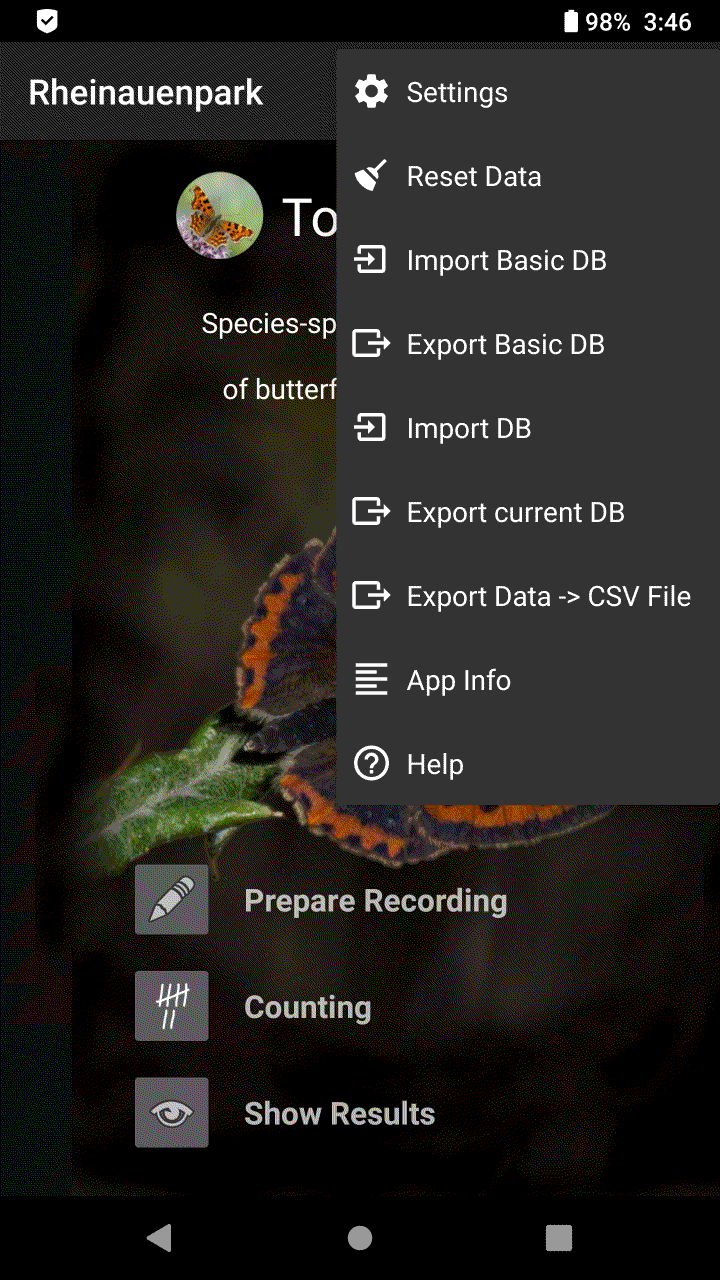 98% 3:46
Rheinauenpark
Settings
Reset Data
Import Basic DB
Export Basic DB
Import DB
Export current DB
Export Data -> CSV File
App Info
Help
To
Species-sp
of butterf
Prepare Recording
Counting
Show Results